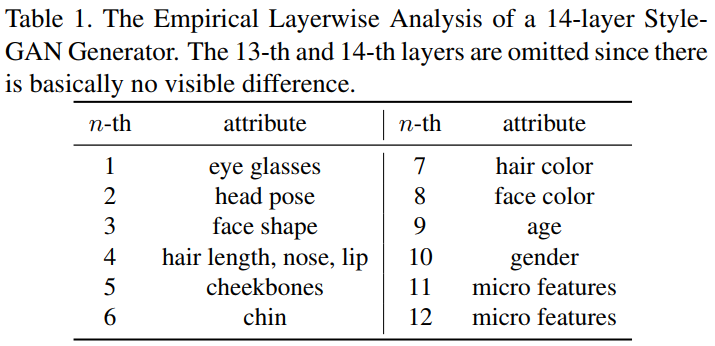 Table 1. The Empirical Layerwise Analysis of a 14-layer Style-
GAN Generator. The 13-th and 14-th layers are omitted since there
is basically no visible difference.
n-th attribute n-th attribute
1 eye glasses 7 hair color
2 head pose 8 face color
3 face shape 9 age
4 hair length, nose, lip 10 gender
5 cheekbones 11 micro features
6 chin 12 micro features